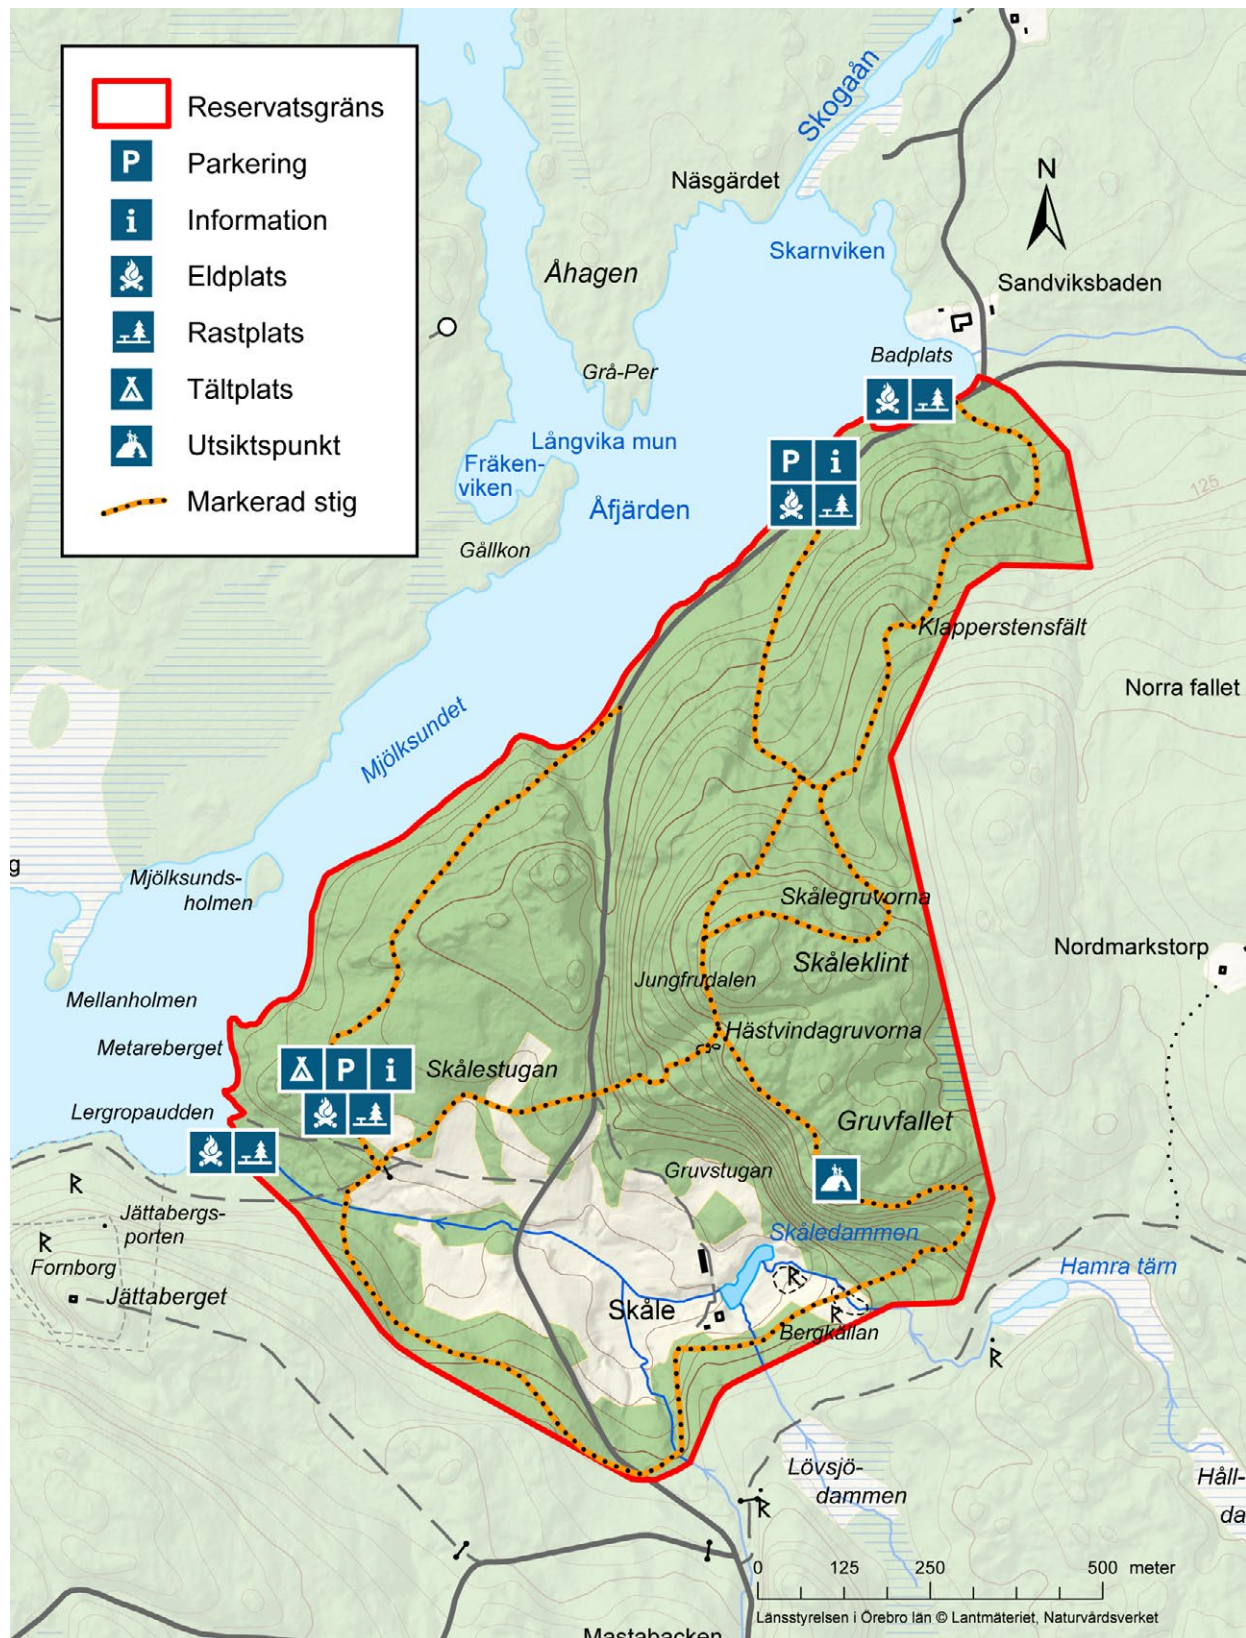 Reservatsgräns
P Parkering
i Information
Eldplats
Rastplats
Tältplats
Utsiktspunkt
Markerad stig
Skogaån
Näsgärdet
N
Skarnviken
Åhagen
Sandviksbaden
Badplats
Grå-Per
Långvika mun
Fräken-
viken
P i
Åfjärden
125
Gållkon
Klapperstensfält
Norra fallet
Mjölksundet
g
Mjölksunds-
holmen
Skålegruvorna
Skåleklint
Nordmarkstorp
Jungfrudalen
Mellanholmen
Hästvindagruvorna
Metareberget
Skålestugan
P i
Lergropaudden
Gruvfallet
Gruvstugan
R
Jättabergs-
porten
Skåledammen
R
Fornborg
Hamra tärn
R
Jättaberget
Skåle
R
Bergkällan
R
Lövsjö-
dammen
Håll-
da
R
0 125 250 500 meter
Länsstyrelsen i Örebro län © Lantmäteriet, Naturvårdsverket
Mastabacken